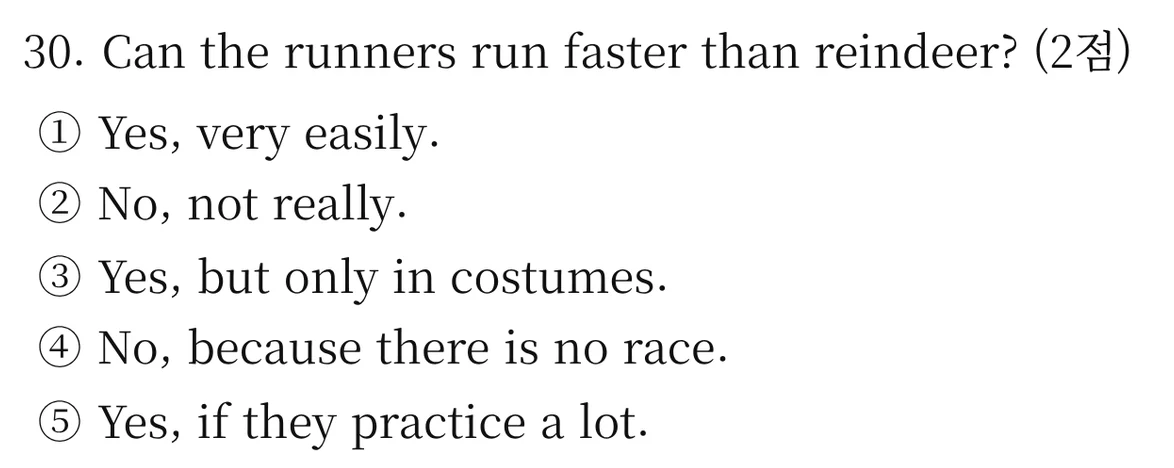 30. Can the runners run faster than reindeer? (2점)
① Yes, very easily.
② No, not really.
③ Yes, but only in costumes.
④ No, because there is no race.
⑤ Yes, if they practice a lot.